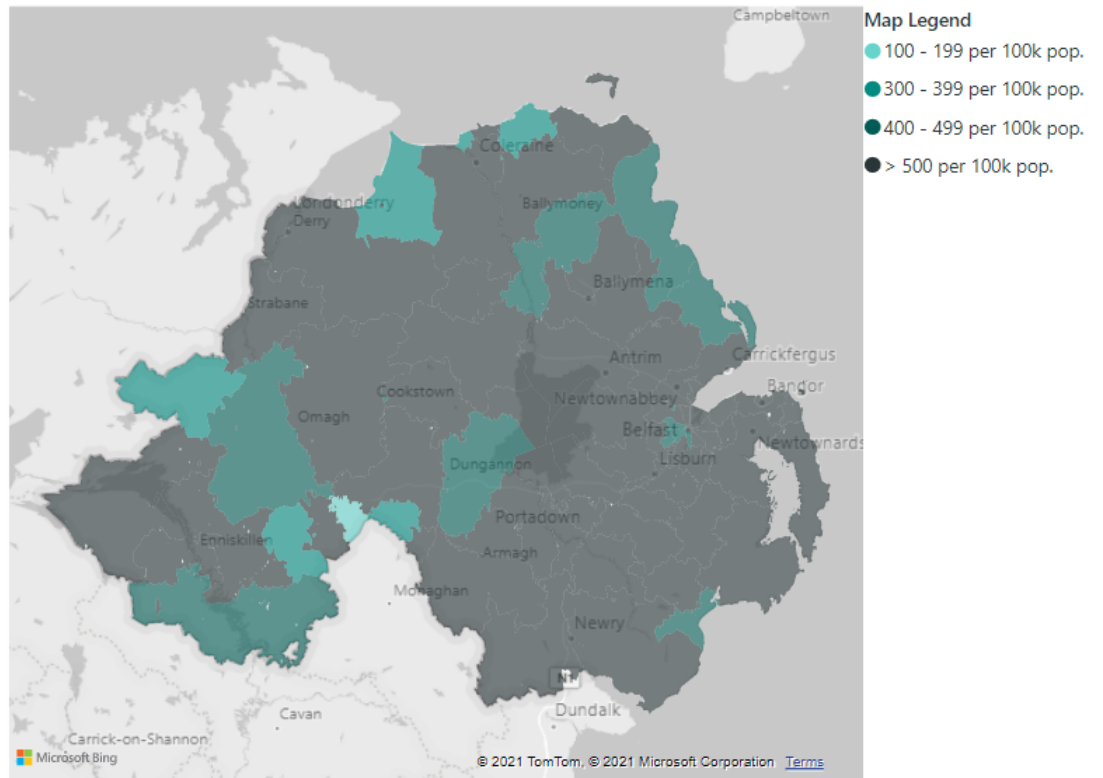 Campbeltown
Map Legend
100 - 199 per 100k pop.
300 - 399 per 100k pop.
400 - 499 per 100k pop.
> 500 per 100k pop.
Coleraine
Londonderry
Derry
Ballymoney
Ballymena
Strabane
Antrim
Carrickfergus
Cookstown
Newtownabbey
Bandor
Omagh
Belfast
Newtownards
Dungannon
Lisburn
Portadown
Enniskillen
Armagh
Monaghan
Newry
N1
Dundalk
Cavan
Carrick-on-Shannon
Microsoft Bing
© 2021 TomTom, © 2021 Microsoft Corporation Terms